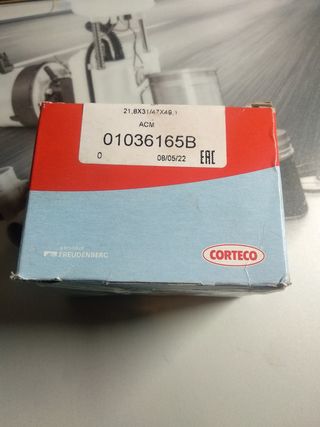 21,8X31/47X49,1
ACM
01036165B
0 08/05/22 EAC
FREUDENBERG
CORTECO